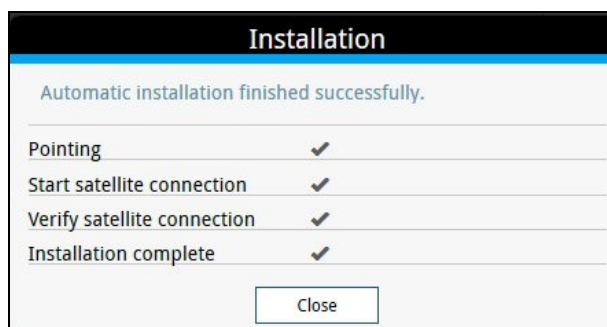 Installation
Automatic installation finished successfully.
Pointing ✔
Start satellite connection ✔
Verify satellite connection ✔
Installation complete ✔
Close